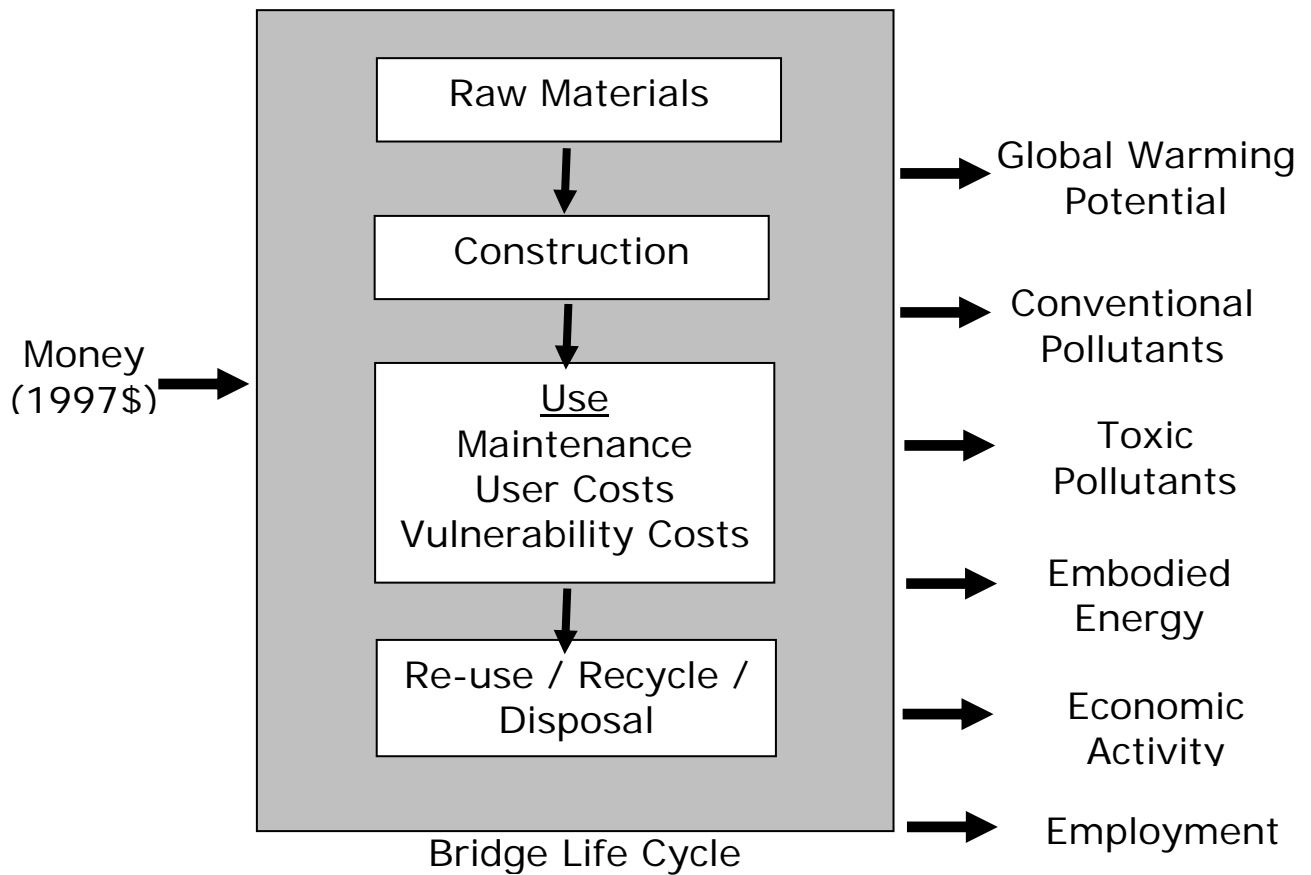 Money
(1997$)
Raw Materials
Construction
Use
Maintenance
User Costs
Vulnerability Costs
Re-use / Recycle /
Disposal
Bridge Life Cycle
Global Warming
Potential
Conventional
Pollutants
Toxic
Pollutants
Embodied
Energy
Economic
Activity
Employment